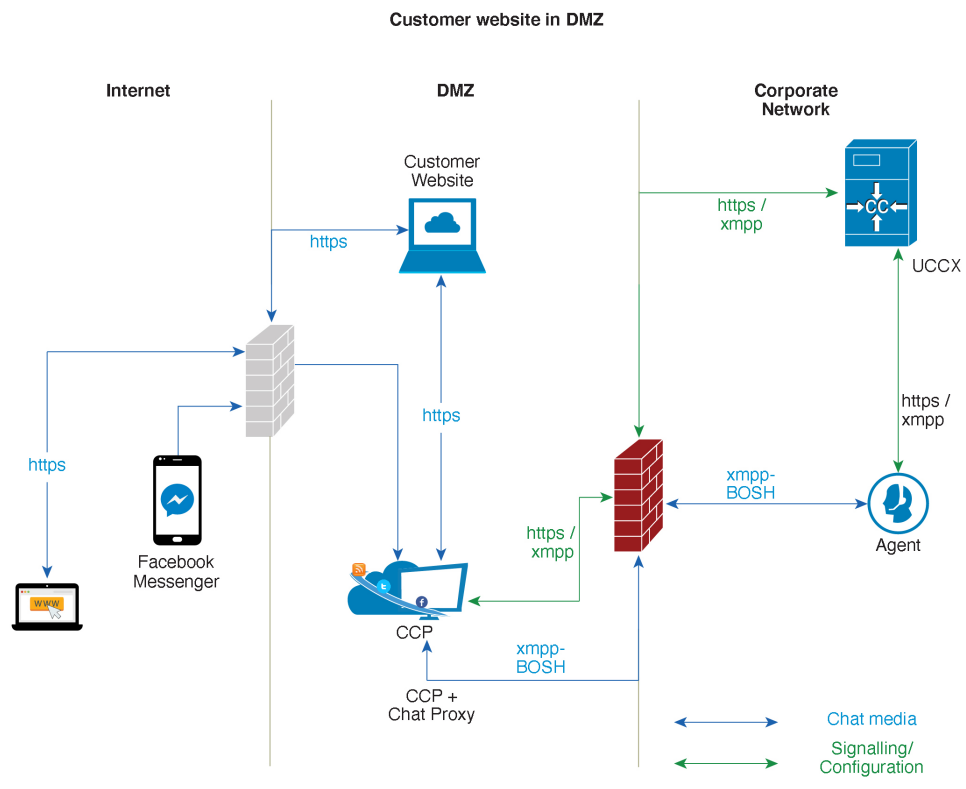 Customer website in DMZ
Internet
DMZ
Corporate
Network
Customer
Website
https
https /
xmpp
CC
UCCX
https
https /
xmpp
https
xmpp-
BOSH
https /
xmpp
Agent
Facebook
Messenger
www
f
CCP
xmpp-
BOSH
CCP +
Chat Proxy
Chat media
Signalling/
Configuration